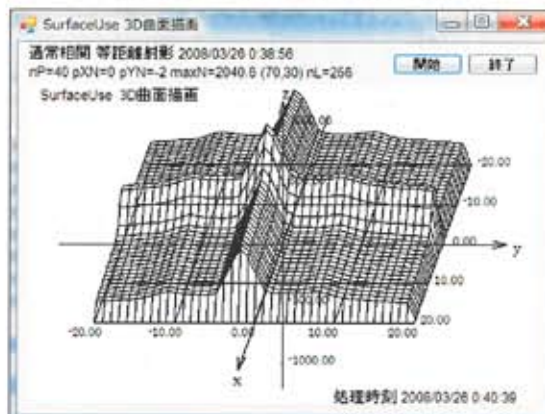 SurfaceUse 3D曲面描画
通常相関 等距離射影 2008/03/26 0:38:56
nP=40 pXN=0 pYN=-2 maxN=2040.6 (70,30) nL=256
開始 終了
SurfaceUse 3D曲面描画
z
-20.00
-10.00
0.00
y
10.00
20.00
-20.00 -10.00 0.00 10.00 20.00
x
-1000.00
処理時刻 2008/03/26 0:40:39